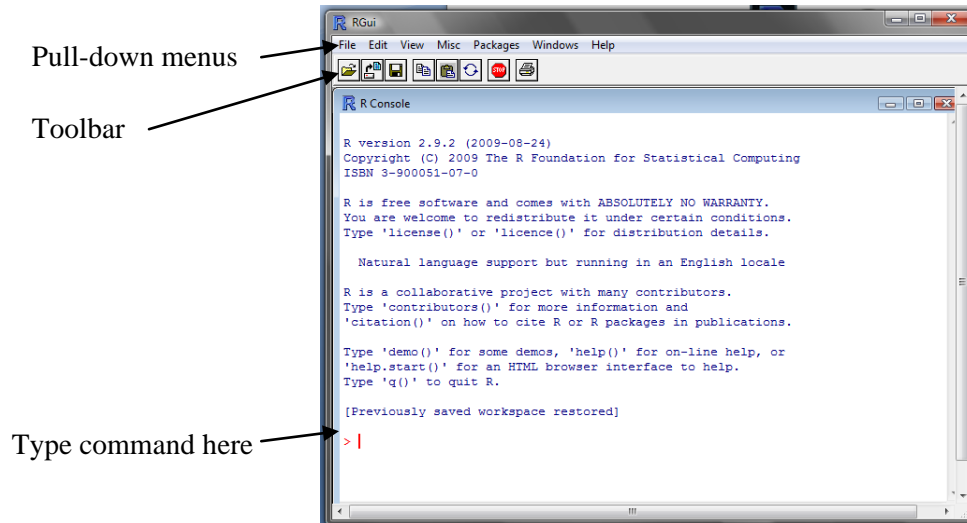 RGui
Pull-down menus
File Edit View Misc Packages Windows Help
STOP
Toolbar
R Console
R version 2.9.2 (2009-08-24)
Copyright (C) 2009 The R Foundation for Statistical Computing
ISBN 3-900051-07-0
R is free software and comes with ABSOLUTELY NO WARRANTY.
You are welcome to redistribute it under certain conditions.
Type 'license()' or 'licence()' for distribution details.
Natural language support but running in an English locale
R is a collaborative project with many contributors.
Type 'contributors()' for more information and
'citation()' on how to cite R or R packages in publications.
Type 'demo()' for some demos, 'help()' for on-line help, or
'help.start()' for an HTML browser interface to help.
Type 'q()' to quit R.
[Previously saved workspace restored]
Type command here
>